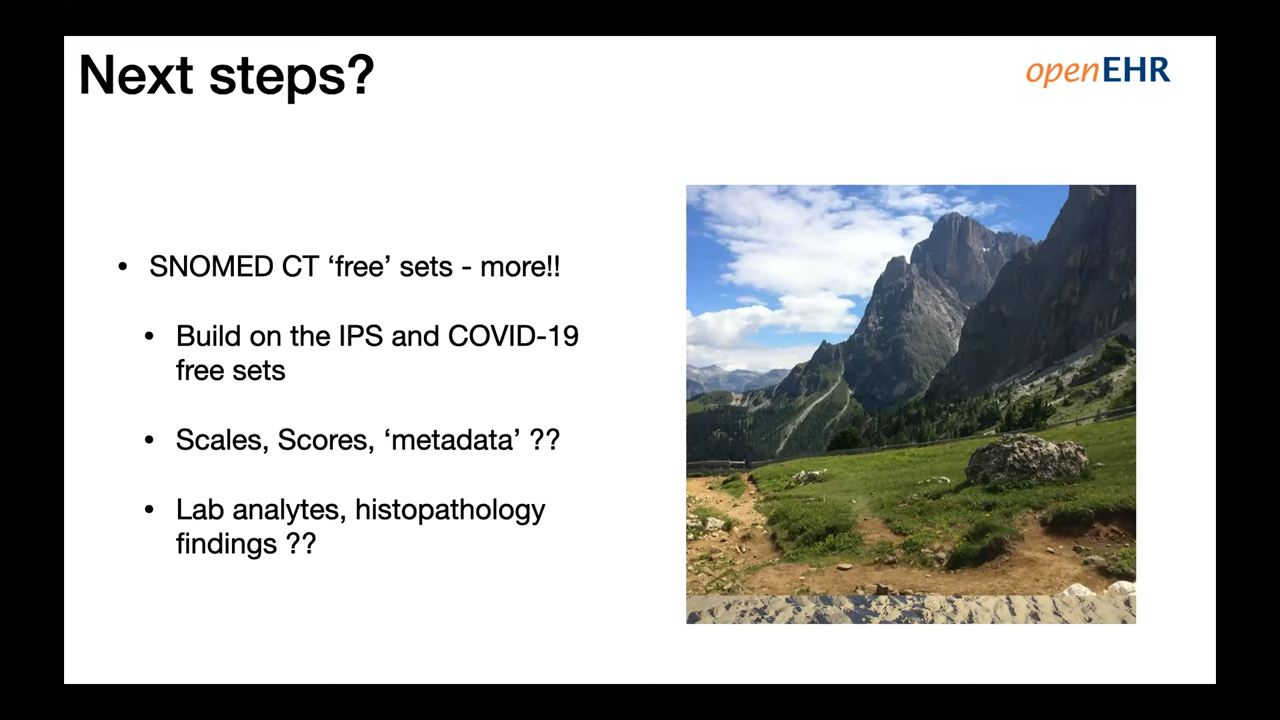 Next steps?
openEHR
• SNOMED CT ‘free’ sets - more!!
• Build on the IPS and COVID-19
free sets
• Scales, Scores, ‘metadata’ ??
• Lab analytes, histopathology
findings ??